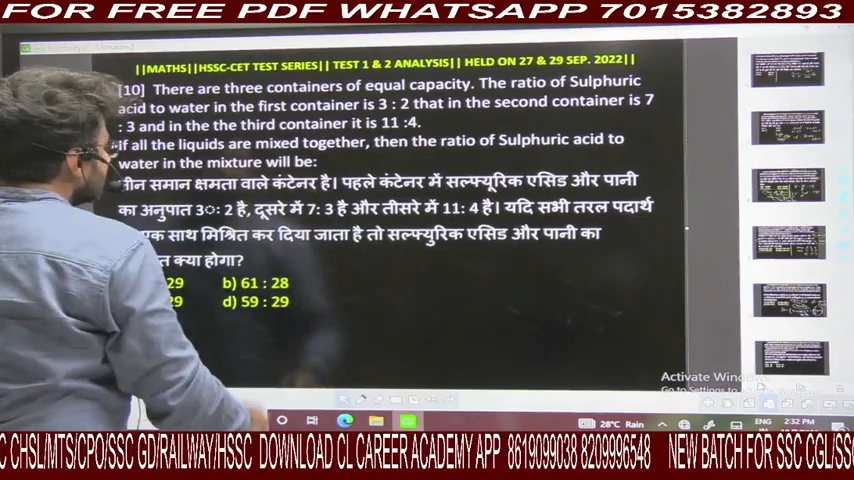 FOR FREE PDF WHATSAPP 7015382893
||MATHS||HSSC-CET TEST SERIES|| TEST 1 & 2 ANALYSIS|| HELD ON 27 & 29 SEP. 2022||
[10] There are three containers of equal capacity. The ratio of Sulphuric
acid to water in the first container is 3 : 2 that in the second container is 7
: 3 and in the the third container it is 11 :4.
If all the liquids are mixed together, then the ratio of Sulphuric acid to
water in the mixture will be:
तीन समान क्षमता वाले कंटेनर है। पहले कंटेनर में सल्फ्यूरिक एसिड और पानी
का अनुपात 3ः 2 है, दूसरे में 7: 3 है और तीसरे में 11: 4 है। यदि सभी तरल पदार्थ
एक साथ मिश्रित कर दिया जाता है तो सल्फ्युरिक एसिड और पानी का
क्या होगा?
29 b) 61 : 28
29 d) 59 : 29
Activate Windows
Go to Settings to
28°C Rain
ENG
2:32 PM
C CHSL/MTS/CPO/SSC GD/RAILWAY/HSSC DOWNLOAD CL CAREER ACADEMY APP 8619099038 8209996548 NEW BATCH FOR SSC CGL/SSC